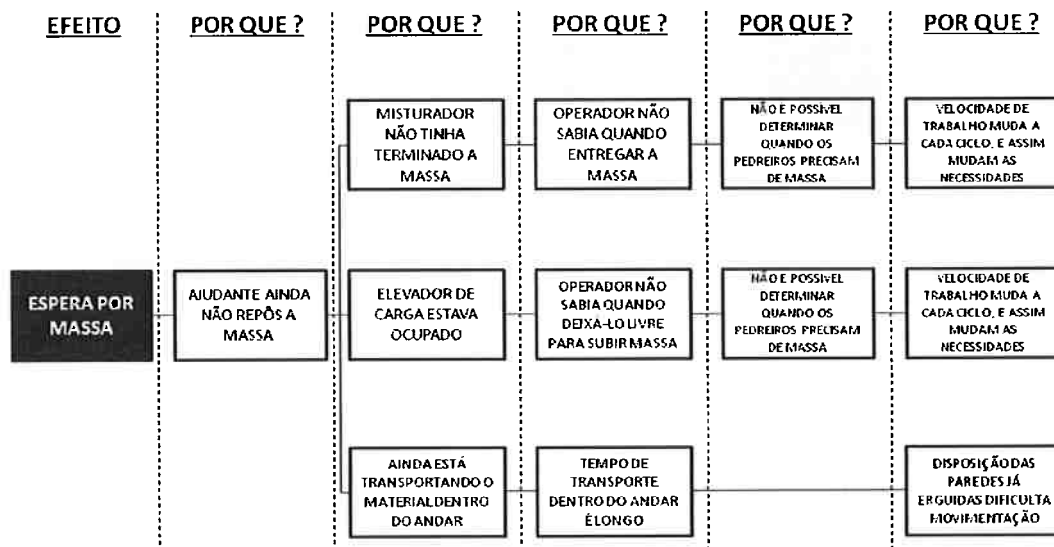 EFEITO
POR QUE ?
POR QUE ?
POR QUE ?
POR QUE ?
POR QUE ?
MISTURADOR
NÃO TINHA
TERMINADO A
MASSA
OPERADOR NÃO
SABIA QUANDO
ENTREGAR A
MASSA
NÃO E POSSIVEL
DETERMINAR
QUANDO OS
PEDREIROS PRECISAM
DE MASSA
VELOCIDADE DE
TRABALHO MUDA A
CADA CICLO, E ASSIM
MUDAM AS
NECESSIDADES
ESPERA POR
MASSA
AJUDANTE AINDA
NÃO REPÔS A
MASSA
ELEVADOR DE
CARGA ESTAVA
OCUPADO
OPERADOR NÃO
SABIA QUANDO
DEIXÁ-LO LIVRE
PARA SUBIR MASSA
NÃO E POSSIVEL
DETERMINAR
QUANDO OS
PEDREIROS PRECISAM
DE MASSA
VELOCIDADE DE
TRABALHO MUDA A
CADA CICLO, E ASSIM
MUDAM AS
NECESSIDADES
AINDA ESTÁ
TRANSPORTANDO O
MATERIAL DENTRO
DO ANDAR
TEMPO DE
TRANSPORTE
DENTRO DO ANDAR
É LONGO
DISPOSIÇÃO DAS
PAREDES JÁ
ERGUIDAS DIFICULTA
MOVIMENTAÇÃO